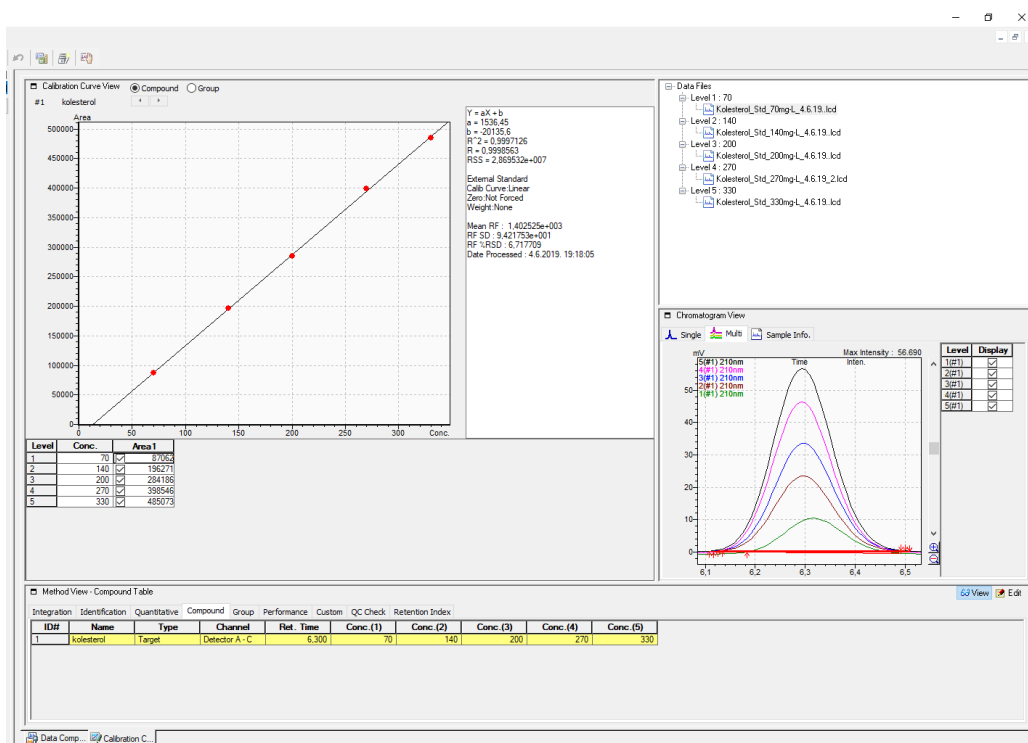 Calibration Curve View Compound Group
#1 kolesterol
Area
500000
450000
400000
350000
300000
250000
200000
150000
100000
50000
0
0 50 100 150 200 250 300 Conc.
Y = aX + b
a = 1536,45
b = -20135,6
R^2 = 0,9997126
R = 0,9998563
RSS = 2,869532e+007
External Standard
Calib Curve:Linear
Zero:Not Forced
Weight:None
Mean RF : 1,402525e+003
RF SD : 9,421753e+001
RF %RSD : 6,717709
Date Processed : 4.6.2019. 19:18:05
Level Conc. Area1
1 70 87062
2 140 196271
3 200 284186
4 270 398546
5 330 485073
Data Files
Level 1 : 70
Kolesterol_Std_70mg-L_4.6.19..lcd
Level 2 : 140
Kolesterol_Std_140mg-L_4.6.19..lcd
Level 3 : 200
Kolesterol_Std_200mg-L_4.6.19..lcd
Level 4 : 270
Kolesterol_Std_270mg-L_4.6.19_2.lcd
Level 5 : 330
Kolesterol_Std_330mg-L_4.6.19..lcd
Chromatogram View
Single Multi Sample Info.
mV Max Intensity : 56.690
5(#1) 210nm Time Inten.
4(#1) 210nm
3(#1) 210nm
2(#1) 210nm
1(#1) 210nm
50
40
30
20
10
0
6,1 6,2 6,3 6,4 6,5
Level Display
1(#1)
2(#1)
3(#1)
4(#1)
5(#1)
Method View - Compound Table View Edit
Integration Identification Quantitative Compound Group Performance Custom QC Check Retention Index
ID# Name Type Channel Ret. Time Conc.(1) Conc.(2) Conc.(3) Conc.(4) Conc.(5)
1 kolesterol Target Detector A - C 6,300 70 140 200 270 330
Data Comp... Calibration C...